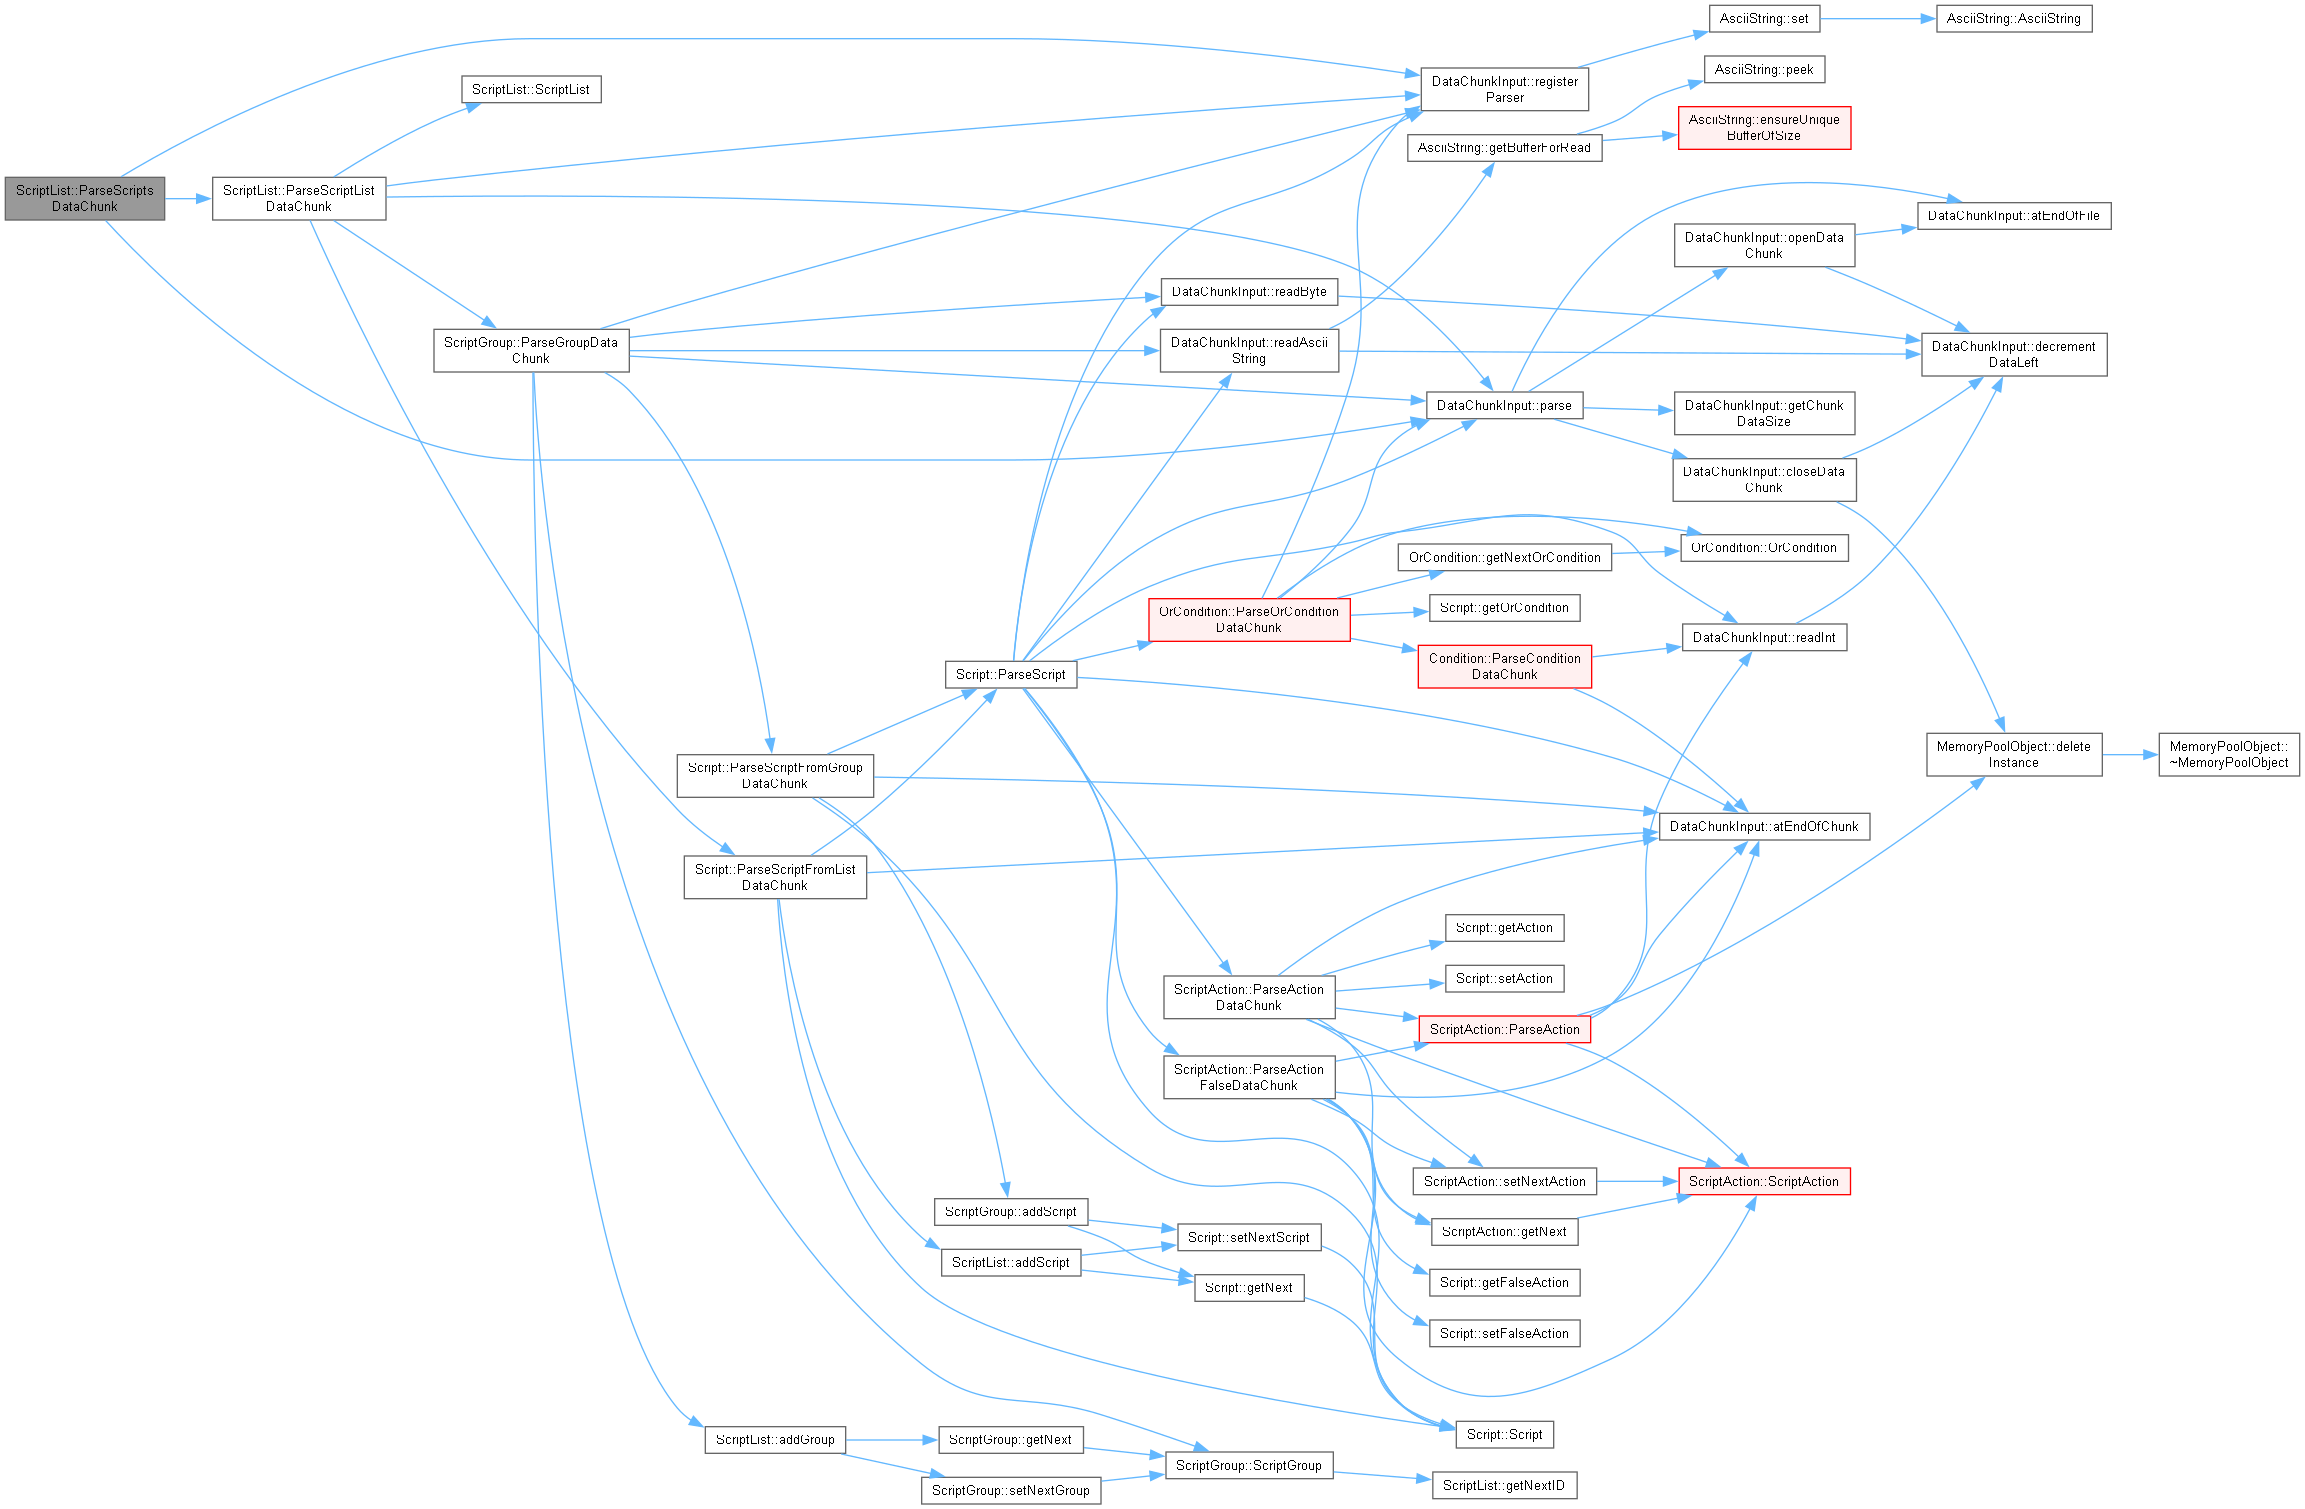 ScriptList::ParseScripts
DataChunk
ScriptList::ParseScriptList
DataChunk
ScriptList::ScriptList
ScriptGroup::ParseGroupData
Chunk
Script::ParseScriptFromGroup
DataChunk
Script::ParseScriptFromList
DataChunk
ScriptList::addGroup
Script::ParseScript
ScriptGroup::addScript
ScriptList::addScript
ScriptGroup::getNext
ScriptGroup::setNextGroup
DataChunkInput::readByte
DataChunkInput::readAscii
String
OrCondition::ParseOrCondition
DataChunk
ScriptAction::ParseAction
DataChunk
ScriptAction::ParseAction
FalseDataChunk
Script::setNextScript
Script::getNext
ScriptGroup::ScriptGroup
DataChunkInput::register
Parser
AsciiString::getBufferForRead
DataChunkInput::parse
OrCondition::getNextOrCondition
Script::getOrCondition
Condition::ParseCondition
DataChunk
Script::getAction
Script::setAction
ScriptAction::ParseAction
ScriptAction::setNextAction
ScriptAction::getNext
Script::getFalseAction
Script::setFalseAction
Script::Script
ScriptList::getNextID
AsciiString::set
AsciiString::peek
AsciiString::ensureUnique
BufferOfSize
DataChunkInput::openData
Chunk
DataChunkInput::getChunk
DataSize
DataChunkInput::closeData
Chunk
OrCondition::OrCondition
DataChunkInput::readInt
DataChunkInput::atEndOfChunk
ScriptAction::ScriptAction
AsciiString::AsciiString
DataChunkInput::atEndOfFile
DataChunkInput::decrement
DataLeft
MemoryPoolObject::delete
Instance
MemoryPoolObject::
~MemoryPoolObject